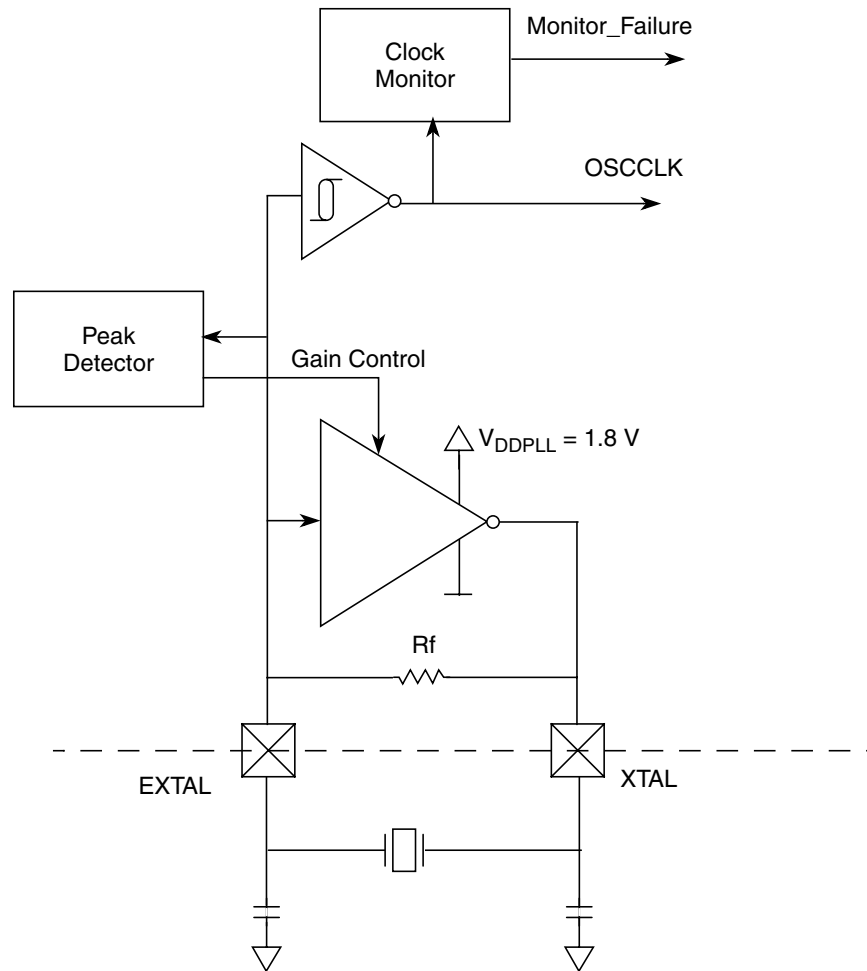 Monitor_Failure
Clock
Monitor
OSCCLK
Peak
Detector
Gain Control
VDDPLL = 1.8 V
Rf
EXTAL
XTAL